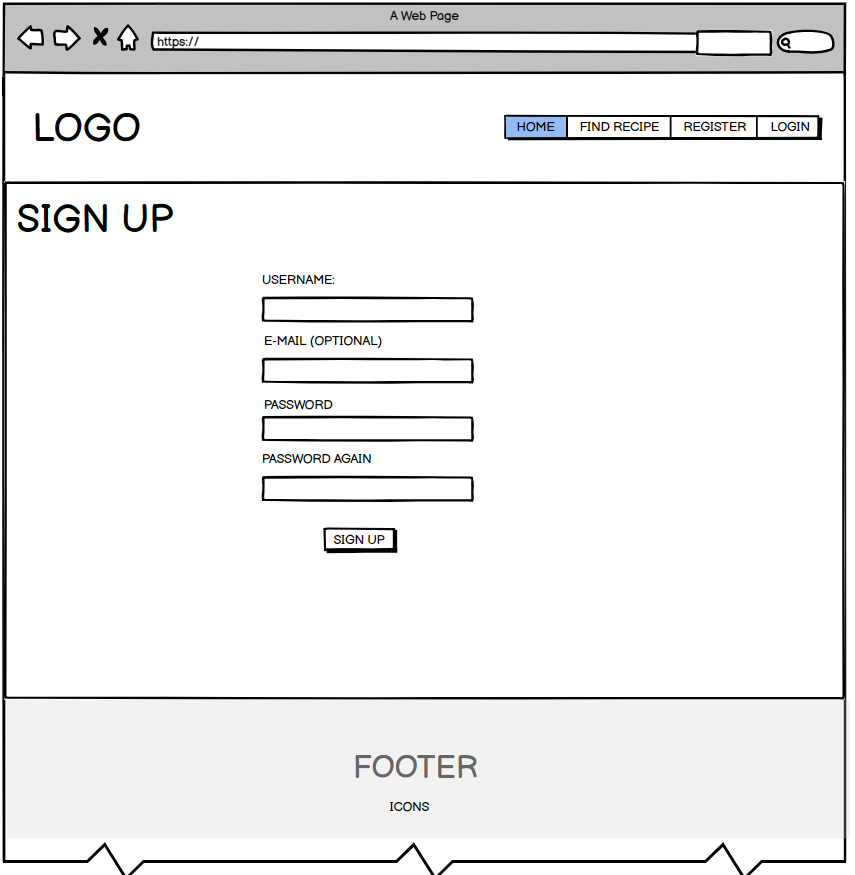 A Web Page
https://
LOGO
HOME FIND RECIPE REGISTER LOGIN
SIGN UP
USERNAME:
E-MAIL (OPTIONAL)
PASSWORD
PASSWORD AGAIN
SIGN UP
FOOTER
ICONS